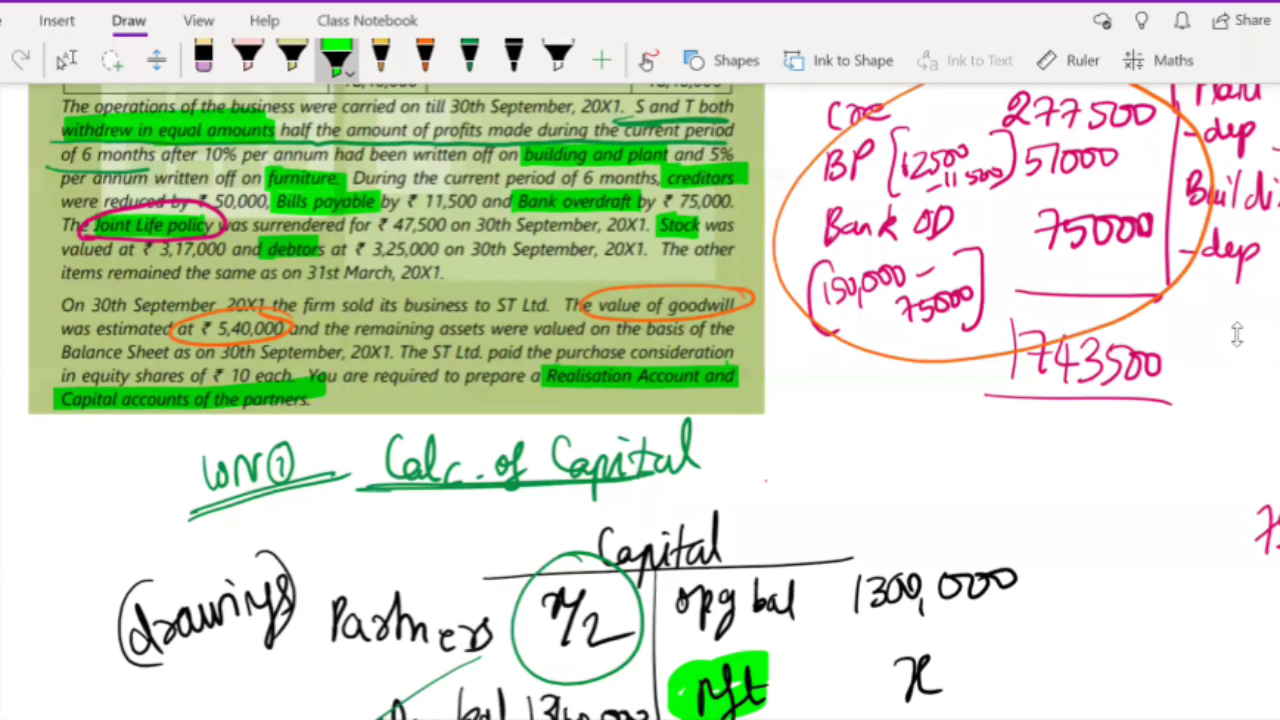 Insert Draw View Help Class Notebook Share
Shapes Ink to Shape Ink to Text Ruler Maths
The operations of the business were carried on till 30th September, 20X1. S and T both
withdrew in equal amounts half the amount of profits made during the current period
of 6 months after 10% per annum had been written off on building and plant and 5%
per annum written off on furniture. During the current period of 6 months, creditors
were reduced by ₹ 50,000, Bills payable by ₹ 11,500 and Bank overdraft by ₹ 75,000.
The Joint Life policy was surrendered for ₹ 47,500 on 30th September, 20X1. Stock was
valued at ₹ 3,17,000 and debtors at ₹ 3,25,000 on 30th September, 20X1. The other
items remained the same as on 31st March, 20X1.
On 30th September, 20X1 the firm sold its business to ST Ltd. The value of goodwill
was estimated at ₹ 5,40,000 and the remaining assets were valued on the basis of the
Balance Sheet as on 30th September, 20X1. The ST Ltd. paid the purchase consideration
in equity shares of ₹ 10 each. You are required to prepare a Realisation Account and
Capital accounts of the partners.
Cre 277500
BP [12500 - 11500] 57000
Bank OD 75000
[150,000 - 75000]
1743500
- dep
Buildi
- dep
WN① Calc. of Capital
Capital
(drawings) Partners x/2 opg bal 1300,000
Pft x